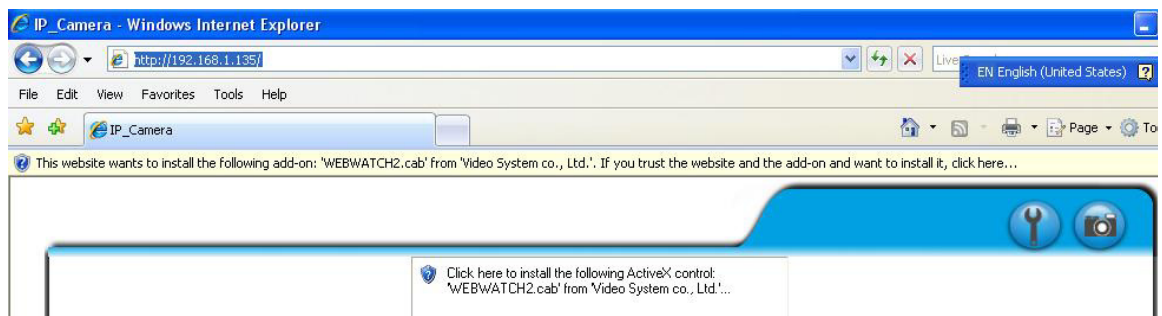 IP_Camera - Windows Internet Explorer
http://192.168.1.135/
EN English (United States)
File Edit View Favorites Tools Help
IP_Camera
Page
This website wants to install the following add-on: 'WEBWATCH2.cab' from 'Video System co., Ltd.'. If you trust the website and the add-on and want to install it, click here...
Click here to install the following ActiveX control:
'WEBWATCH2.cab' from 'Video System co., Ltd.'...